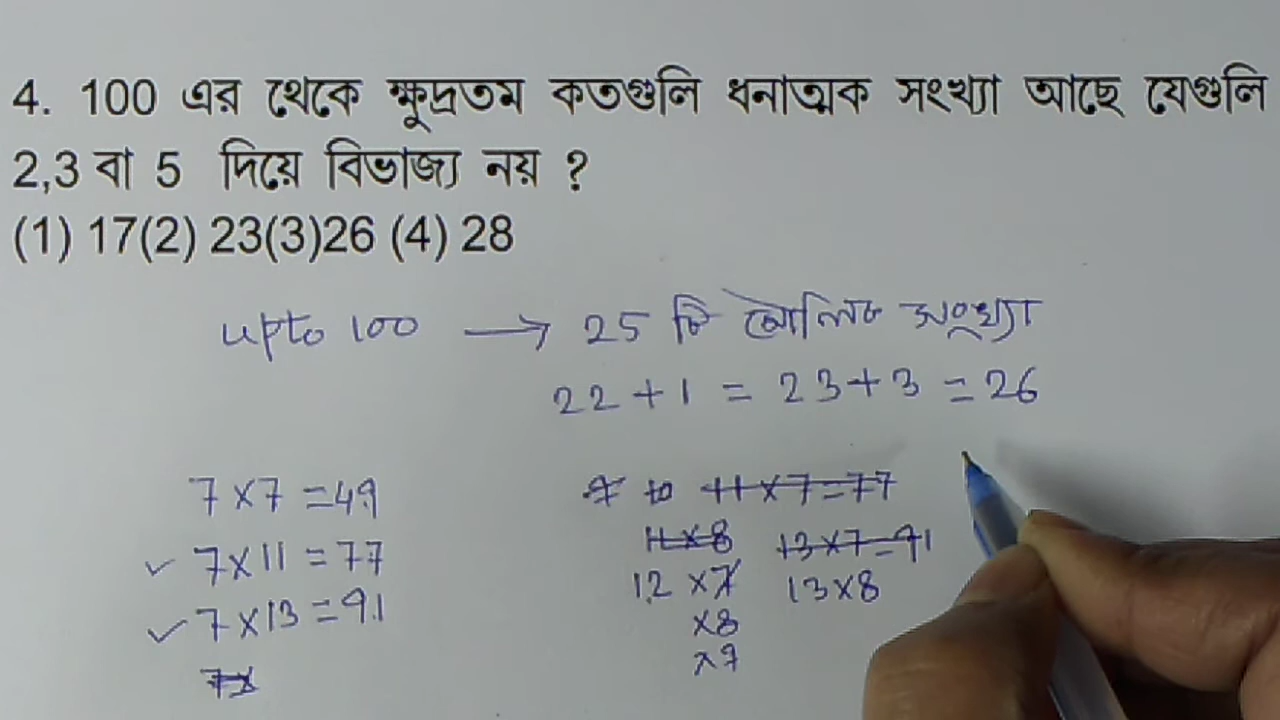 4. 100 এর থেকে ক্ষুদ্রতম কতগুলি ধনাত্মক সংখ্যা আছে যেগুলি
2,3 বা 5 দিয়ে বিভাজ্য নয় ?
(1) 17(2) 23(3)26 (4) 28
upto 100 → 25 টি মৌলিক সংখ্যা
22 + 1 = 23 + 3 = 26
7 × 7 = 49
✓ 7 × 11 = 77
✓ 7 × 13 = 91
7×
to 11 × 7 = 77
11 × 8 13 × 7 = 91
12 × 7 13 × 8
× 8
× 7